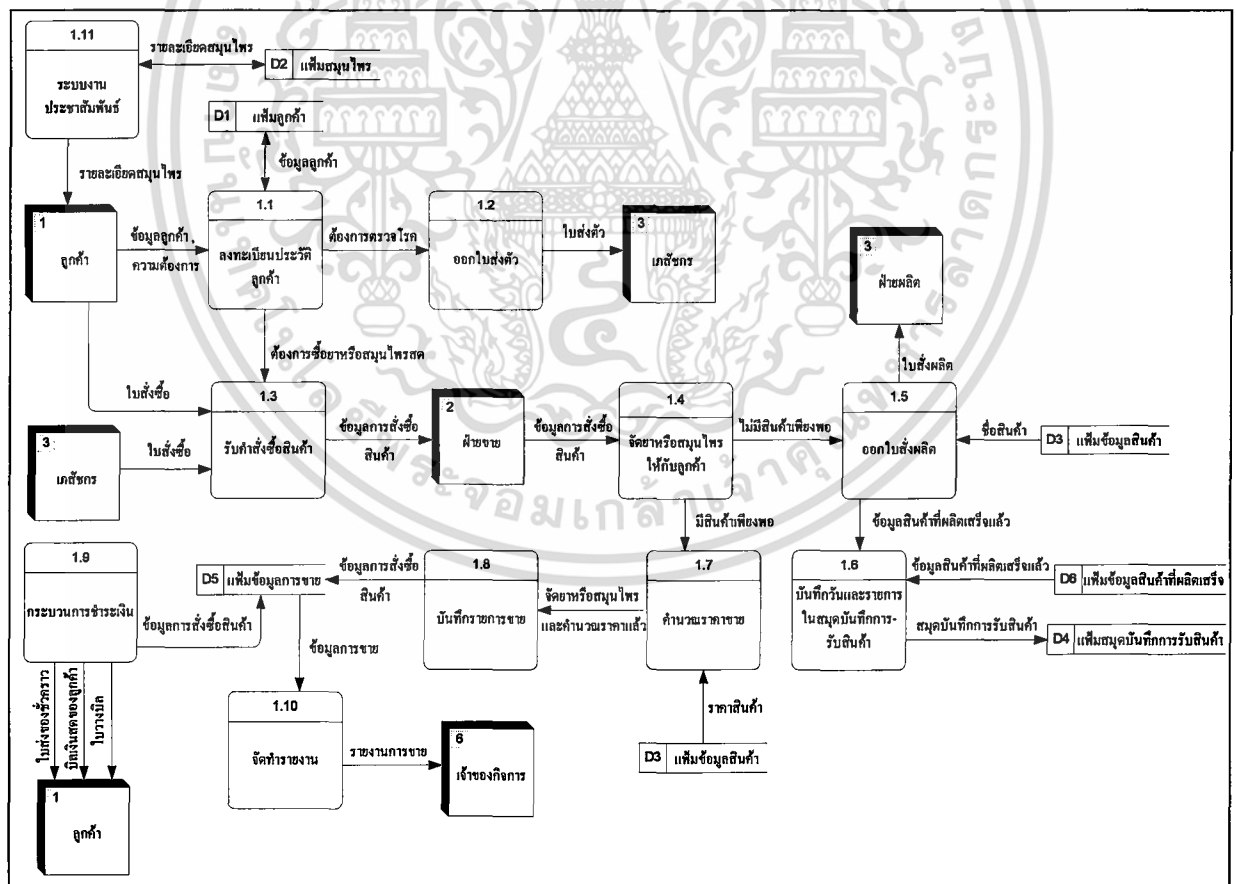 1.11
ระบบงาน
ประชาสัมพันธ์
รายละเอียดสมุนไพร
D2 แฟ้มสมุนไพร
D1 แฟ้มลูกค้า
ข้อมูลลูกค้า
รายละเอียดสมุนไพร
1
ลูกค้า
ข้อมูลลูกค้า,
ความต้องการ
1.1
ลงทะเบียนประวัติ
ลูกค้า
ต้องการตรวจโรค
1.2
ออกใบส่งตัว
ใบส่งตัว
3
เภสัชกร
3
ฝ่ายผลิต
ใบสั่งผลิต
ต้องการซื้อยาหรือสมุนไพรสด
ใบสั่งซื้อ
3
เภสัชกร
ใบสั่งซื้อ
1.3
รับคำสั่งซื้อสินค้า
ข้อมูลการสั่งซื้อ
สินค้า
2
ฝ่ายขาย
ข้อมูลการสั่งซื้อ
สินค้า
1.4
จัดยาหรือสมุนไพร
ให้กับลูกค้า
ไม่มีสินค้าเพียงพอ
1.5
ออกใบสั่งผลิต
ชื่อสินค้า
D3 แฟ้มข้อมูลสินค้า
พระจอมเกล้าเจ้าคุณทหารลาดกระบัง
มีสินค้าเพียงพอ
ข้อมูลสินค้าที่ผลิตเสร็จแล้ว
1.9
กระบวนการชำระเงิน
ข้อมูลการสั่งซื้อสินค้า
D5 แฟ้มข้อมูลการขาย
ข้อมูลการสั่งซื้อ
สินค้า
1.8
บันทึกรายการขาย
จัดยาหรือสมุนไพร
และคำนวณราคาแล้ว
1.7
คำนวณราคาขาย
1.6
บันทึกวันและรายการ
ในสมุดบันทึกการ-
รับสินค้า
ข้อมูลสินค้าที่ผลิตเสร็จแล้ว
D6 แฟ้มข้อมูลสินค้าที่ผลิตเสร็จ
สมุดบันทึกการรับสินค้า
D4 แฟ้มสมุดบันทึกการรับสินค้า
ข้อมูลการขาย
ใบส่งของชั่วคราว
บิลเงินสดของลูกค้า
ใบวางบิล
1
ลูกค้า
1.10
จัดทำรายงาน
รายงานการขาย
6
เจ้าของกิจการ
ราคาสินค้า
D3 แฟ้มข้อมูลสินค้า